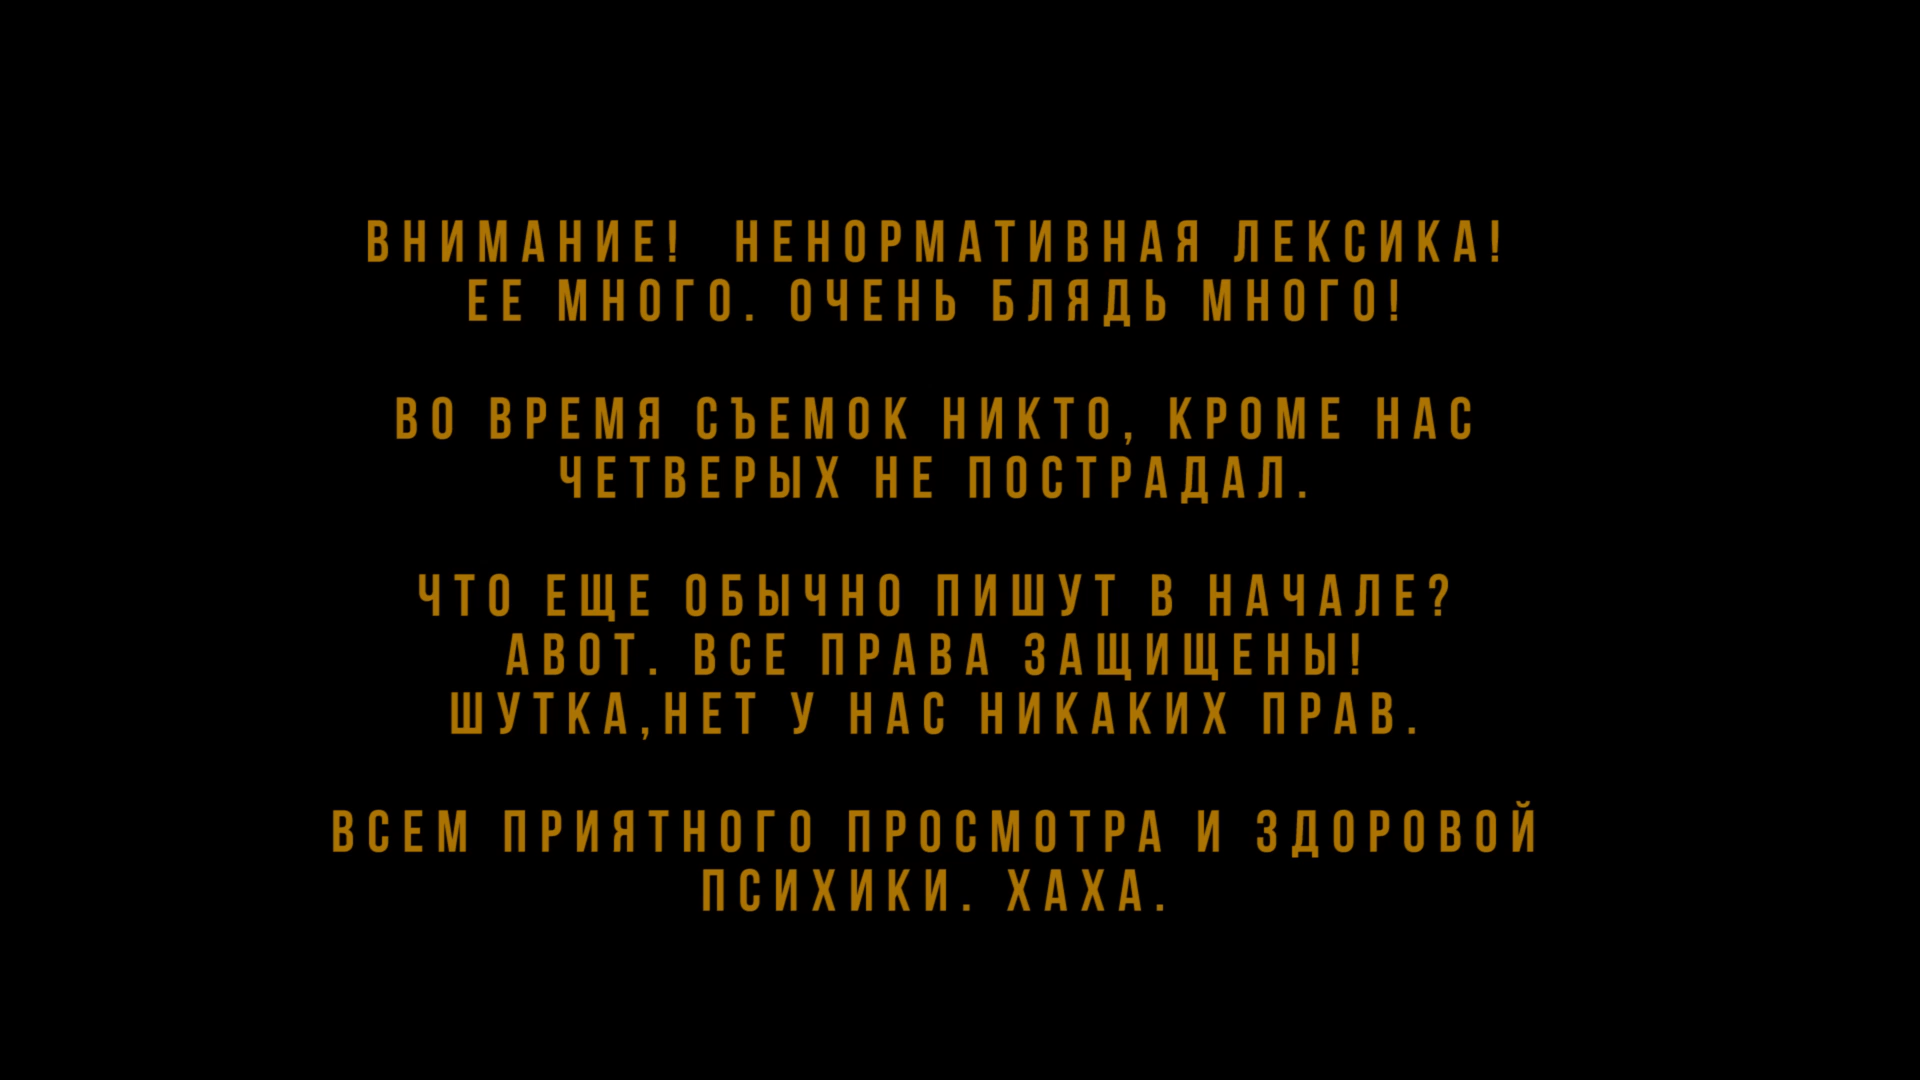 ВНИМАНИЕ! НЕНОРМАТИВНАЯ ЛЕКСИКА!
ЕЕ МНОГО. ОЧЕНЬ БЛЯДЬ МНОГО!
ВО ВРЕМЯ СЪЕМОК НИКТО, КРОМЕ НАС
ЧЕТВЕРЫХ НЕ ПОСТРАДАЛ.
ЧТО ЕЩЕ ОБЫЧНО ПИШУТ В НАЧАЛЕ?
АВОТ. ВСЕ ПРАВА ЗАЩИЩЕНЫ!
ШУТКА,НЕТ У НАС НИКАКИХ ПРАВ.
ВСЕМ ПРИЯТНОГО ПРОСМОТРА И ЗДОРОВОЙ
ПСИХИКИ. ХАХА.